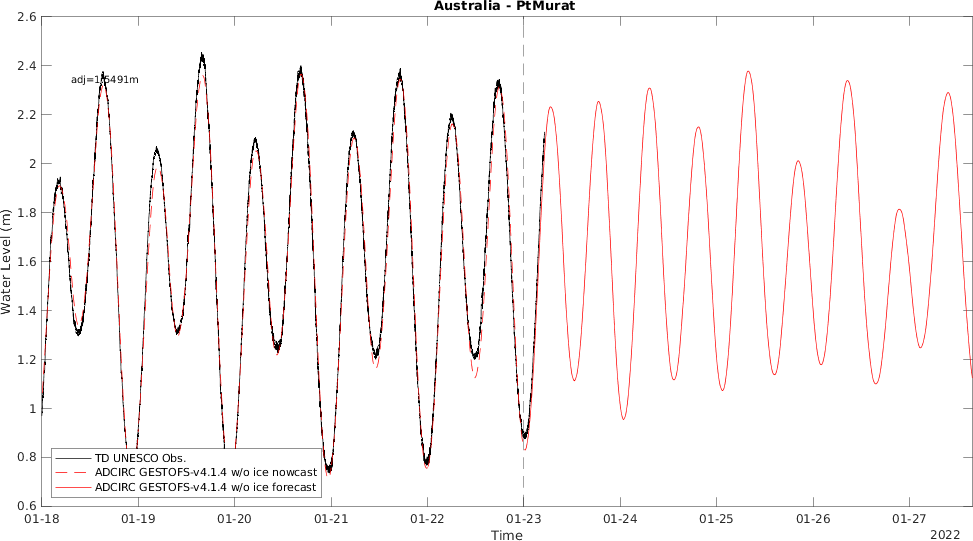 Australia - PtMurat
2.6
2.4
2.2
2
1.8
1.6
1.4
1.2
1
0.8
0.6
Water Level (m)
adj=1.5491m
TD UNESCO Obs.
ADCIRC GESTOFS-v4.1.4 w/o ice nowcast
ADCIRC GESTOFS-v4.1.4 w/o ice forecast
01-18 01-19 01-20 01-21 01-22 01-23 01-24 01-25 01-26 01-27
Time
2022